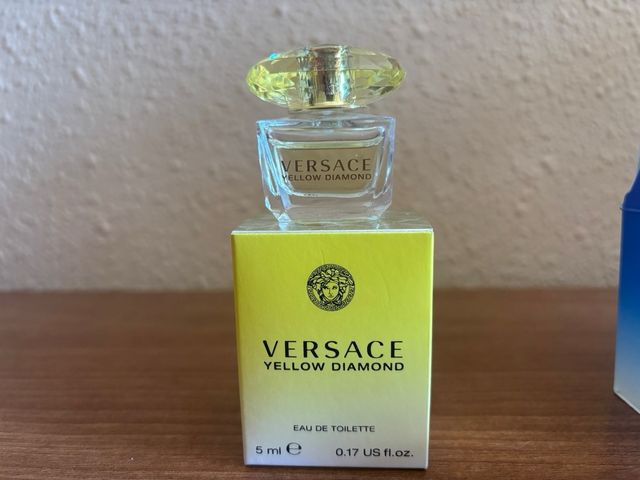 VERSACE
YELLOW DIAMOND
VERSACE
YELLOW DIAMOND
EAU DE TOILETTE
5 ml ℮ 0.17 US fl.oz.